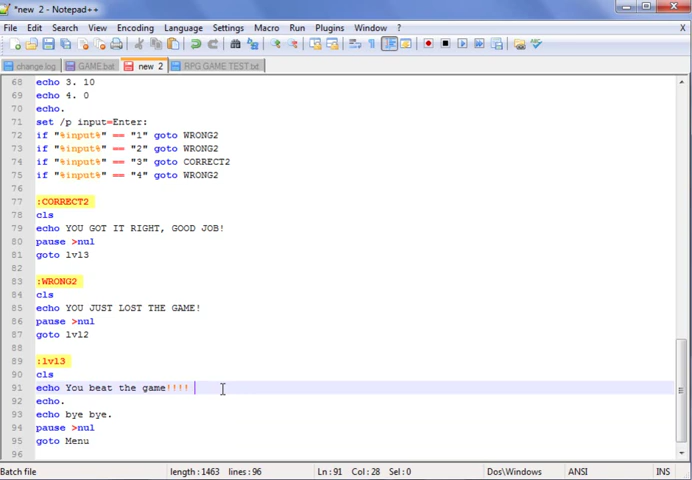 *new 2 - Notepad++
File Edit Search View Encoding Language Settings Macro Run Plugins Window ? X
change.log GAME.bat new 2 RPG GAME TEST.txt
68 echo 3. 10
69 echo 4. 0
70 echo.
71 set /p input=Enter:
72 if "%input%" == "1" goto WRONG2
73 if "%input%" == "2" goto WRONG2
74 if "%input%" == "3" goto CORRECT2
75 if "%input%" == "4" goto WRONG2
76
77 :CORRECT2
78 cls
79 echo YOU GOT IT RIGHT, GOOD JOB!
80 pause >nul
81 goto lvl3
82
83 :WRONG2
84 cls
85 echo YOU JUST LOST THE GAME!
86 pause >nul
87 goto lvl2
88
89 :lvl3
90 cls
91 echo You beat the game!!!!
92 echo.
93 echo bye bye.
94 pause >nul
95 goto Menu
96
Batch file length : 1463 lines : 96 Ln : 91 Col : 28 Sel : 0 Dos\Windows ANSI INS